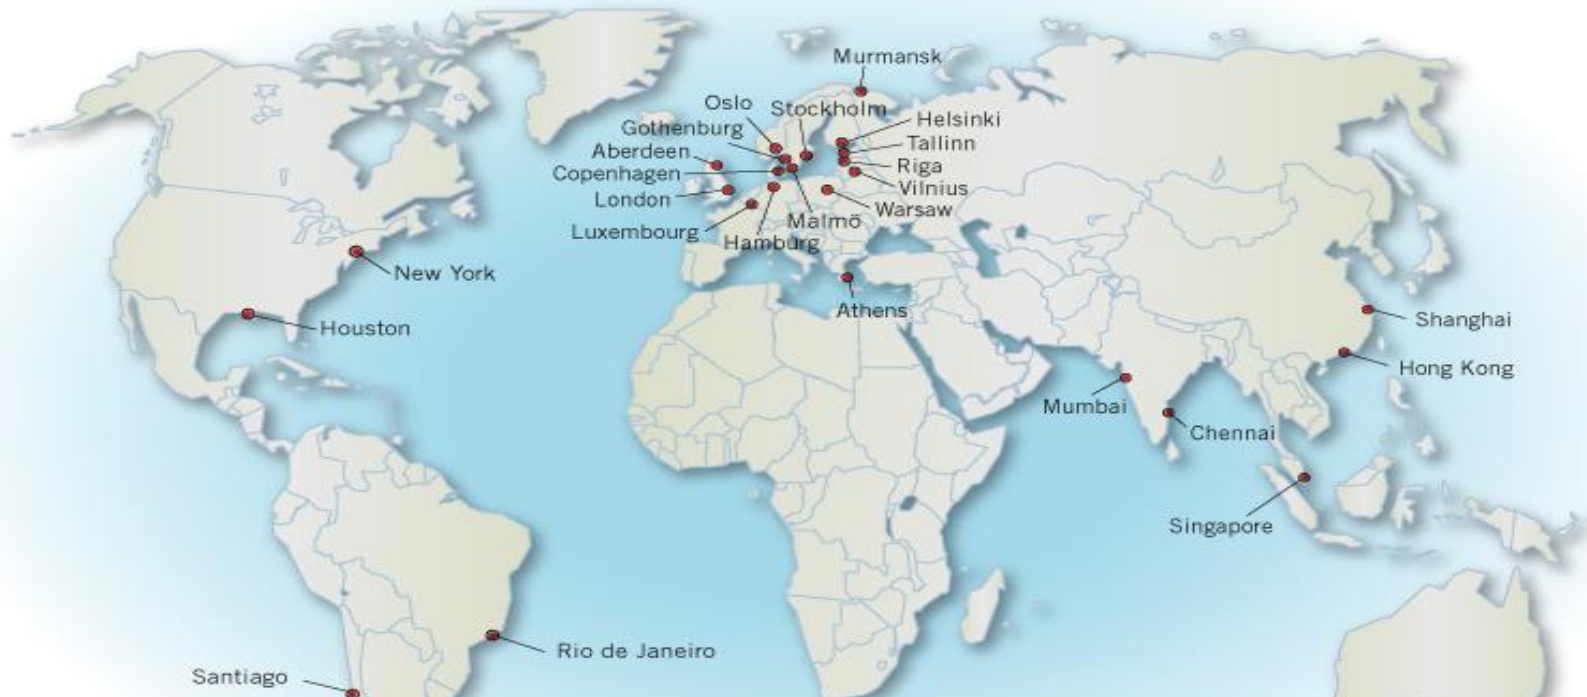 Murmansk
Oslo
Stockholm
Gothenburg
Helsinki
Aberdeen
Tallinn
Copenhagen
Riga
London
Vilnius
Warsaw
Malmö
Luxembourg
Hamburg
New York
Athens
Houston
Shanghai
Hong Kong
Mumbai
Chennai
Singapore
Rio de Janeiro
Santiago